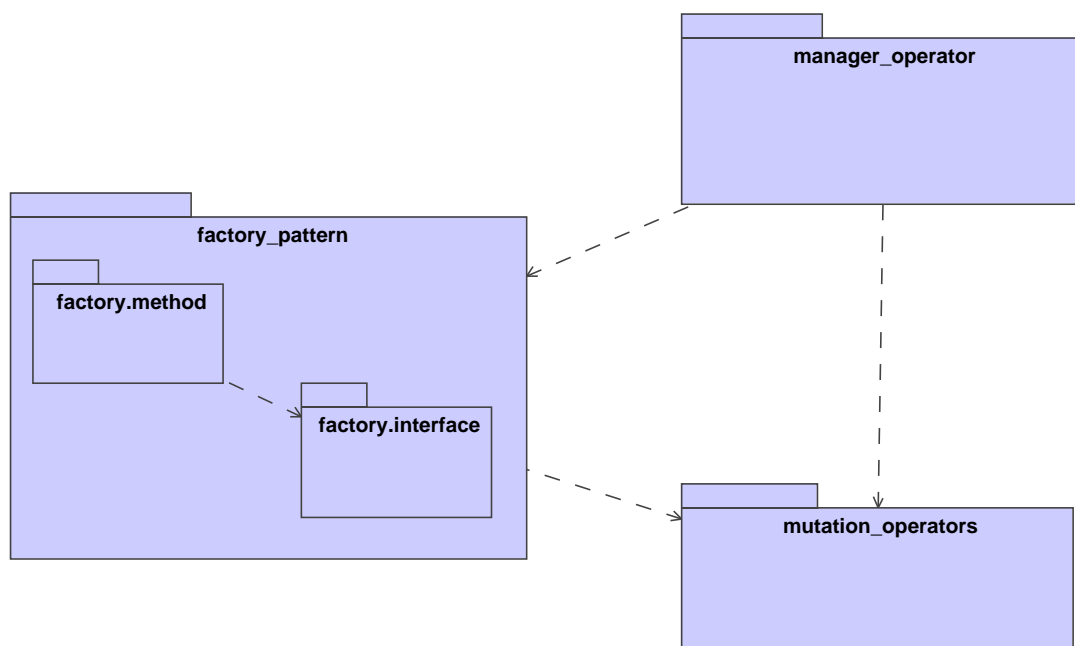 manager_operator
factory_pattern
factory.method
factory.interface
mutation_operators